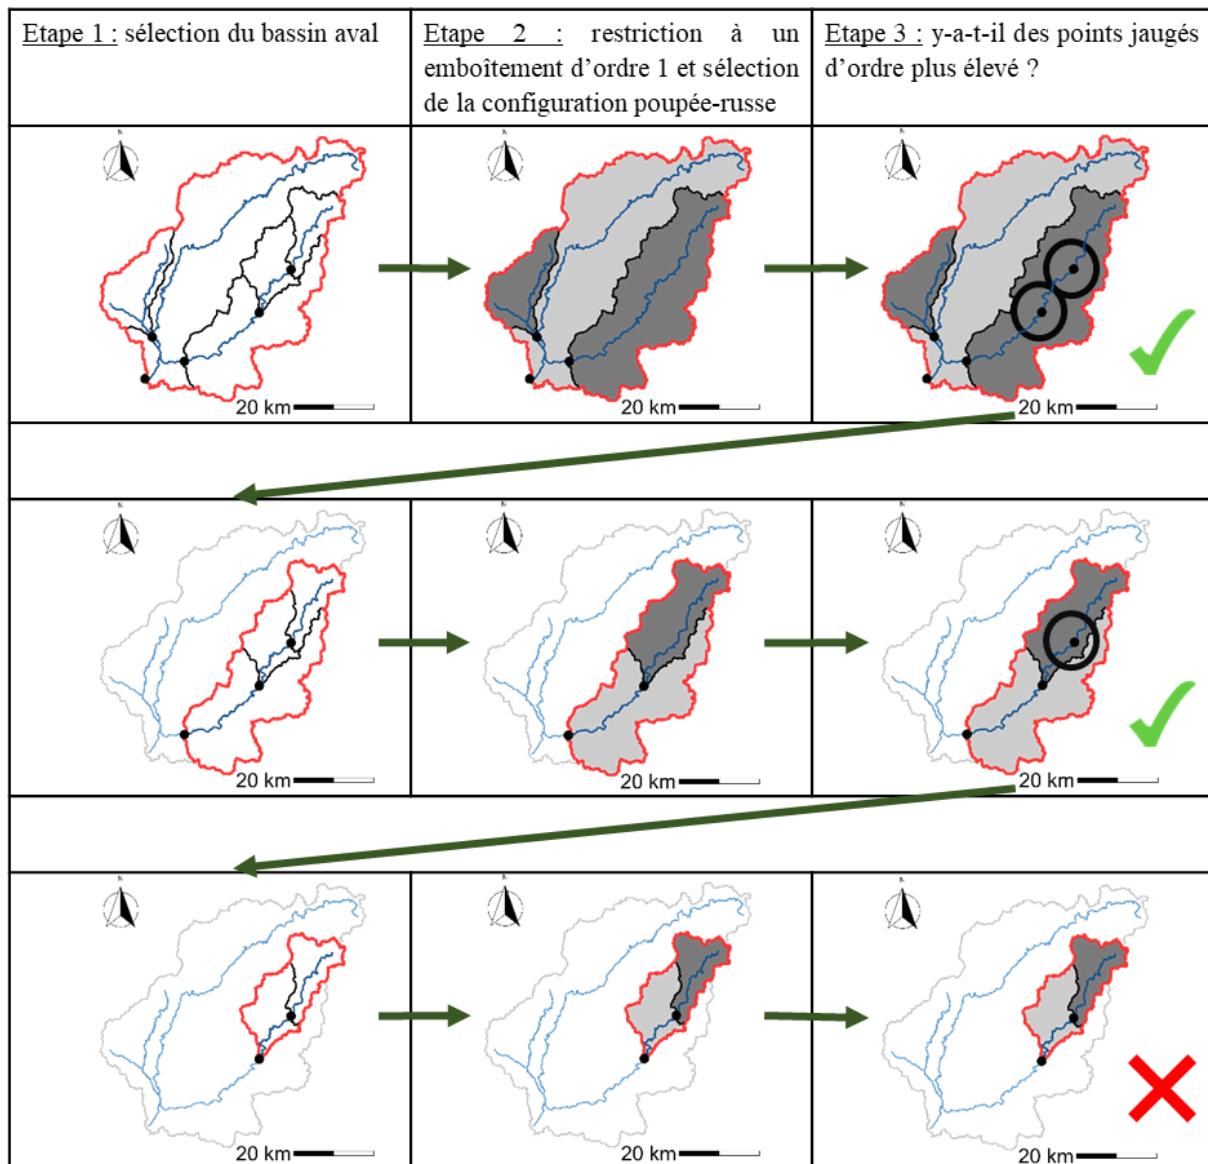 Etape 1 : sélection du bassin aval
Etape 2 : restriction à un
emboîtement d'ordre 1 et sélection
de la configuration poupée-russe
Etape 3 : y-a-t-il des points jaugés
d'ordre plus élevé ?
N
N
N
20 km
20 km
20 km
N
N
N
20 km
20 km
20 km
N
N
N
20 km
20 km
20 km